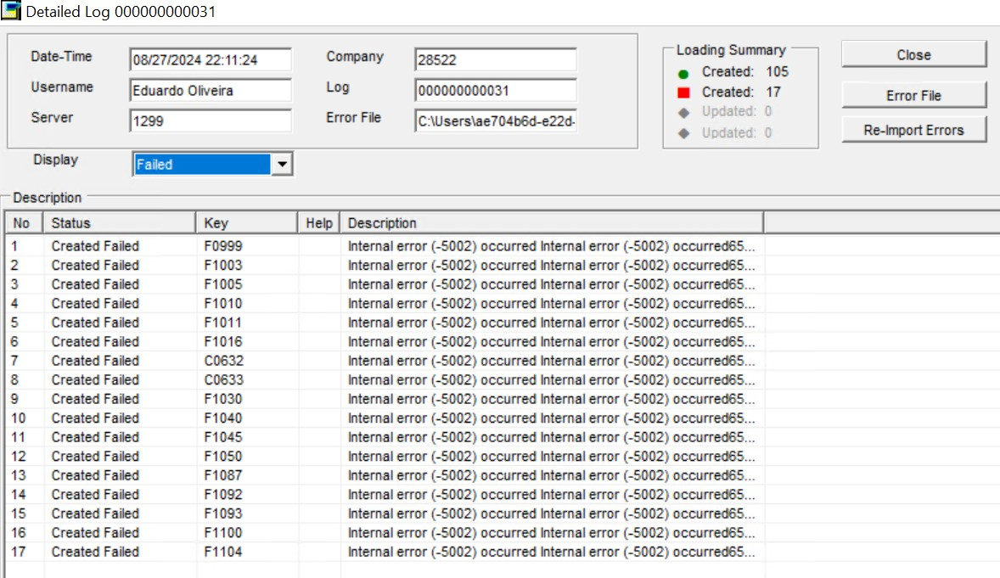 Detailed Log 000000000031
Date-Time 08/27/2024 22:11:24 Company 28522
Username Eduardo Oliveira Log 000000000031
Server 1299 Error File C:\Users\ae704b6d-e22d-
Display Failed
Loading Summary
Created: 105
Created: 17
Updated: 0
Updated: 0
Close
Error File
Re-Import Errors
Description
No Status Key Help Description
1 Created Failed F0999 Internal error (-5002) occurred Internal error (-5002) occurred65...
2 Created Failed F1003 Internal error (-5002) occurred Internal error (-5002) occurred65...
3 Created Failed F1005 Internal error (-5002) occurred Internal error (-5002) occurred65...
4 Created Failed F1010 Internal error (-5002) occurred Internal error (-5002) occurred65...
5 Created Failed F1011 Internal error (-5002) occurred Internal error (-5002) occurred65...
6 Created Failed F1016 Internal error (-5002) occurred Internal error (-5002) occurred65...
7 Created Failed C0632 Internal error (-5002) occurred Internal error (-5002) occurred65...
8 Created Failed C0633 Internal error (-5002) occurred Internal error (-5002) occurred65...
9 Created Failed F1030 Internal error (-5002) occurred Internal error (-5002) occurred65...
10 Created Failed F1040 Internal error (-5002) occurred Internal error (-5002) occurred65...
11 Created Failed F1045 Internal error (-5002) occurred Internal error (-5002) occurred65...
12 Created Failed F1050 Internal error (-5002) occurred Internal error (-5002) occurred65...
13 Created Failed F1087 Internal error (-5002) occurred Internal error (-5002) occurred65...
14 Created Failed F1092 Internal error (-5002) occurred Internal error (-5002) occurred65...
15 Created Failed F1093 Internal error (-5002) occurred Internal error (-5002) occurred65...
16 Created Failed F1100 Internal error (-5002) occurred Internal error (-5002) occurred65...
17 Created Failed F1104 Internal error (-5002) occurred Internal error (-5002) occurred65...